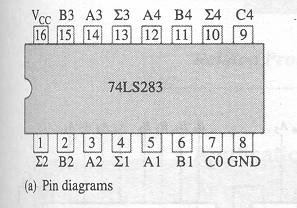 VCC B3 A3 Σ3 A4 B4 Σ4 C4
16 15 14 13 12 11 10 9
74LS283
1 2 3 4 5 6 7 8
Σ2 B2 A2 Σ1 A1 B1 C0 GND
(a) Pin diagrams